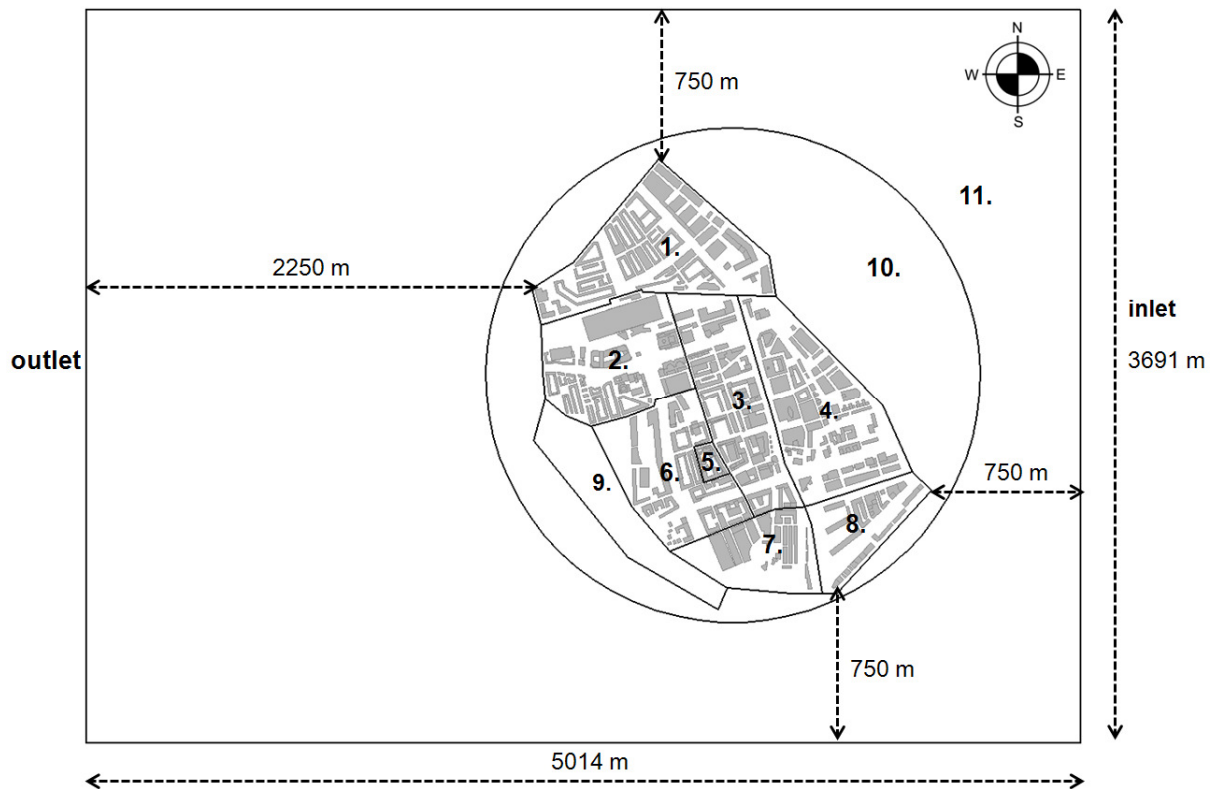 N
750 m
W E
S
11.
1.
2250 m
10.
inlet
outlet
2.
3691 m
3.
4.
5.
6.
9.
750 m
8.
7.
750 m
5014 m